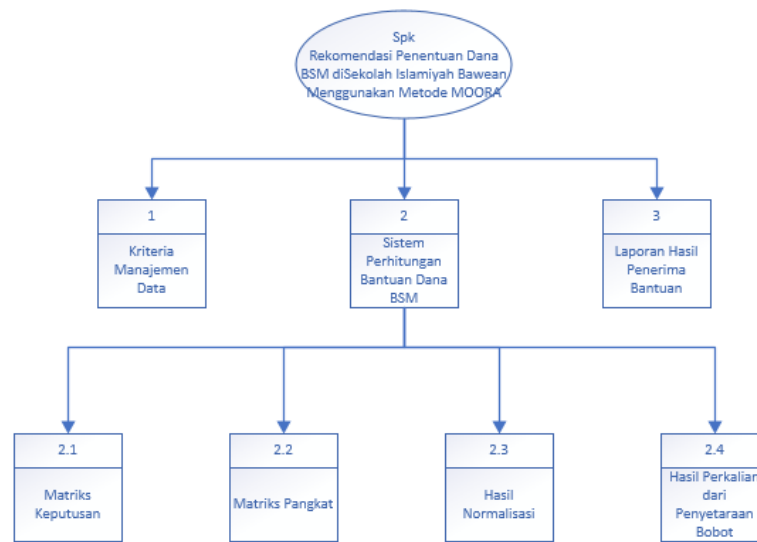 Spk
Rekomendasi Penentuan Dana
BSM diSekolah Islamiyah Bawean
Menggunakan Metode MOORA
1
Kriteria
Manajemen
Data
2
Sistem
Perhitungan
Bantuan Dana
BSM
3
Laporan Hasil
Penerima
Bantuan
2.1
Matriks
Keputusan
2.2
Matriks Pangkat
2.3
Hasil
Normalisasi
2.4
Hasil Perkalian
dari
Penyetaraan
Bobot